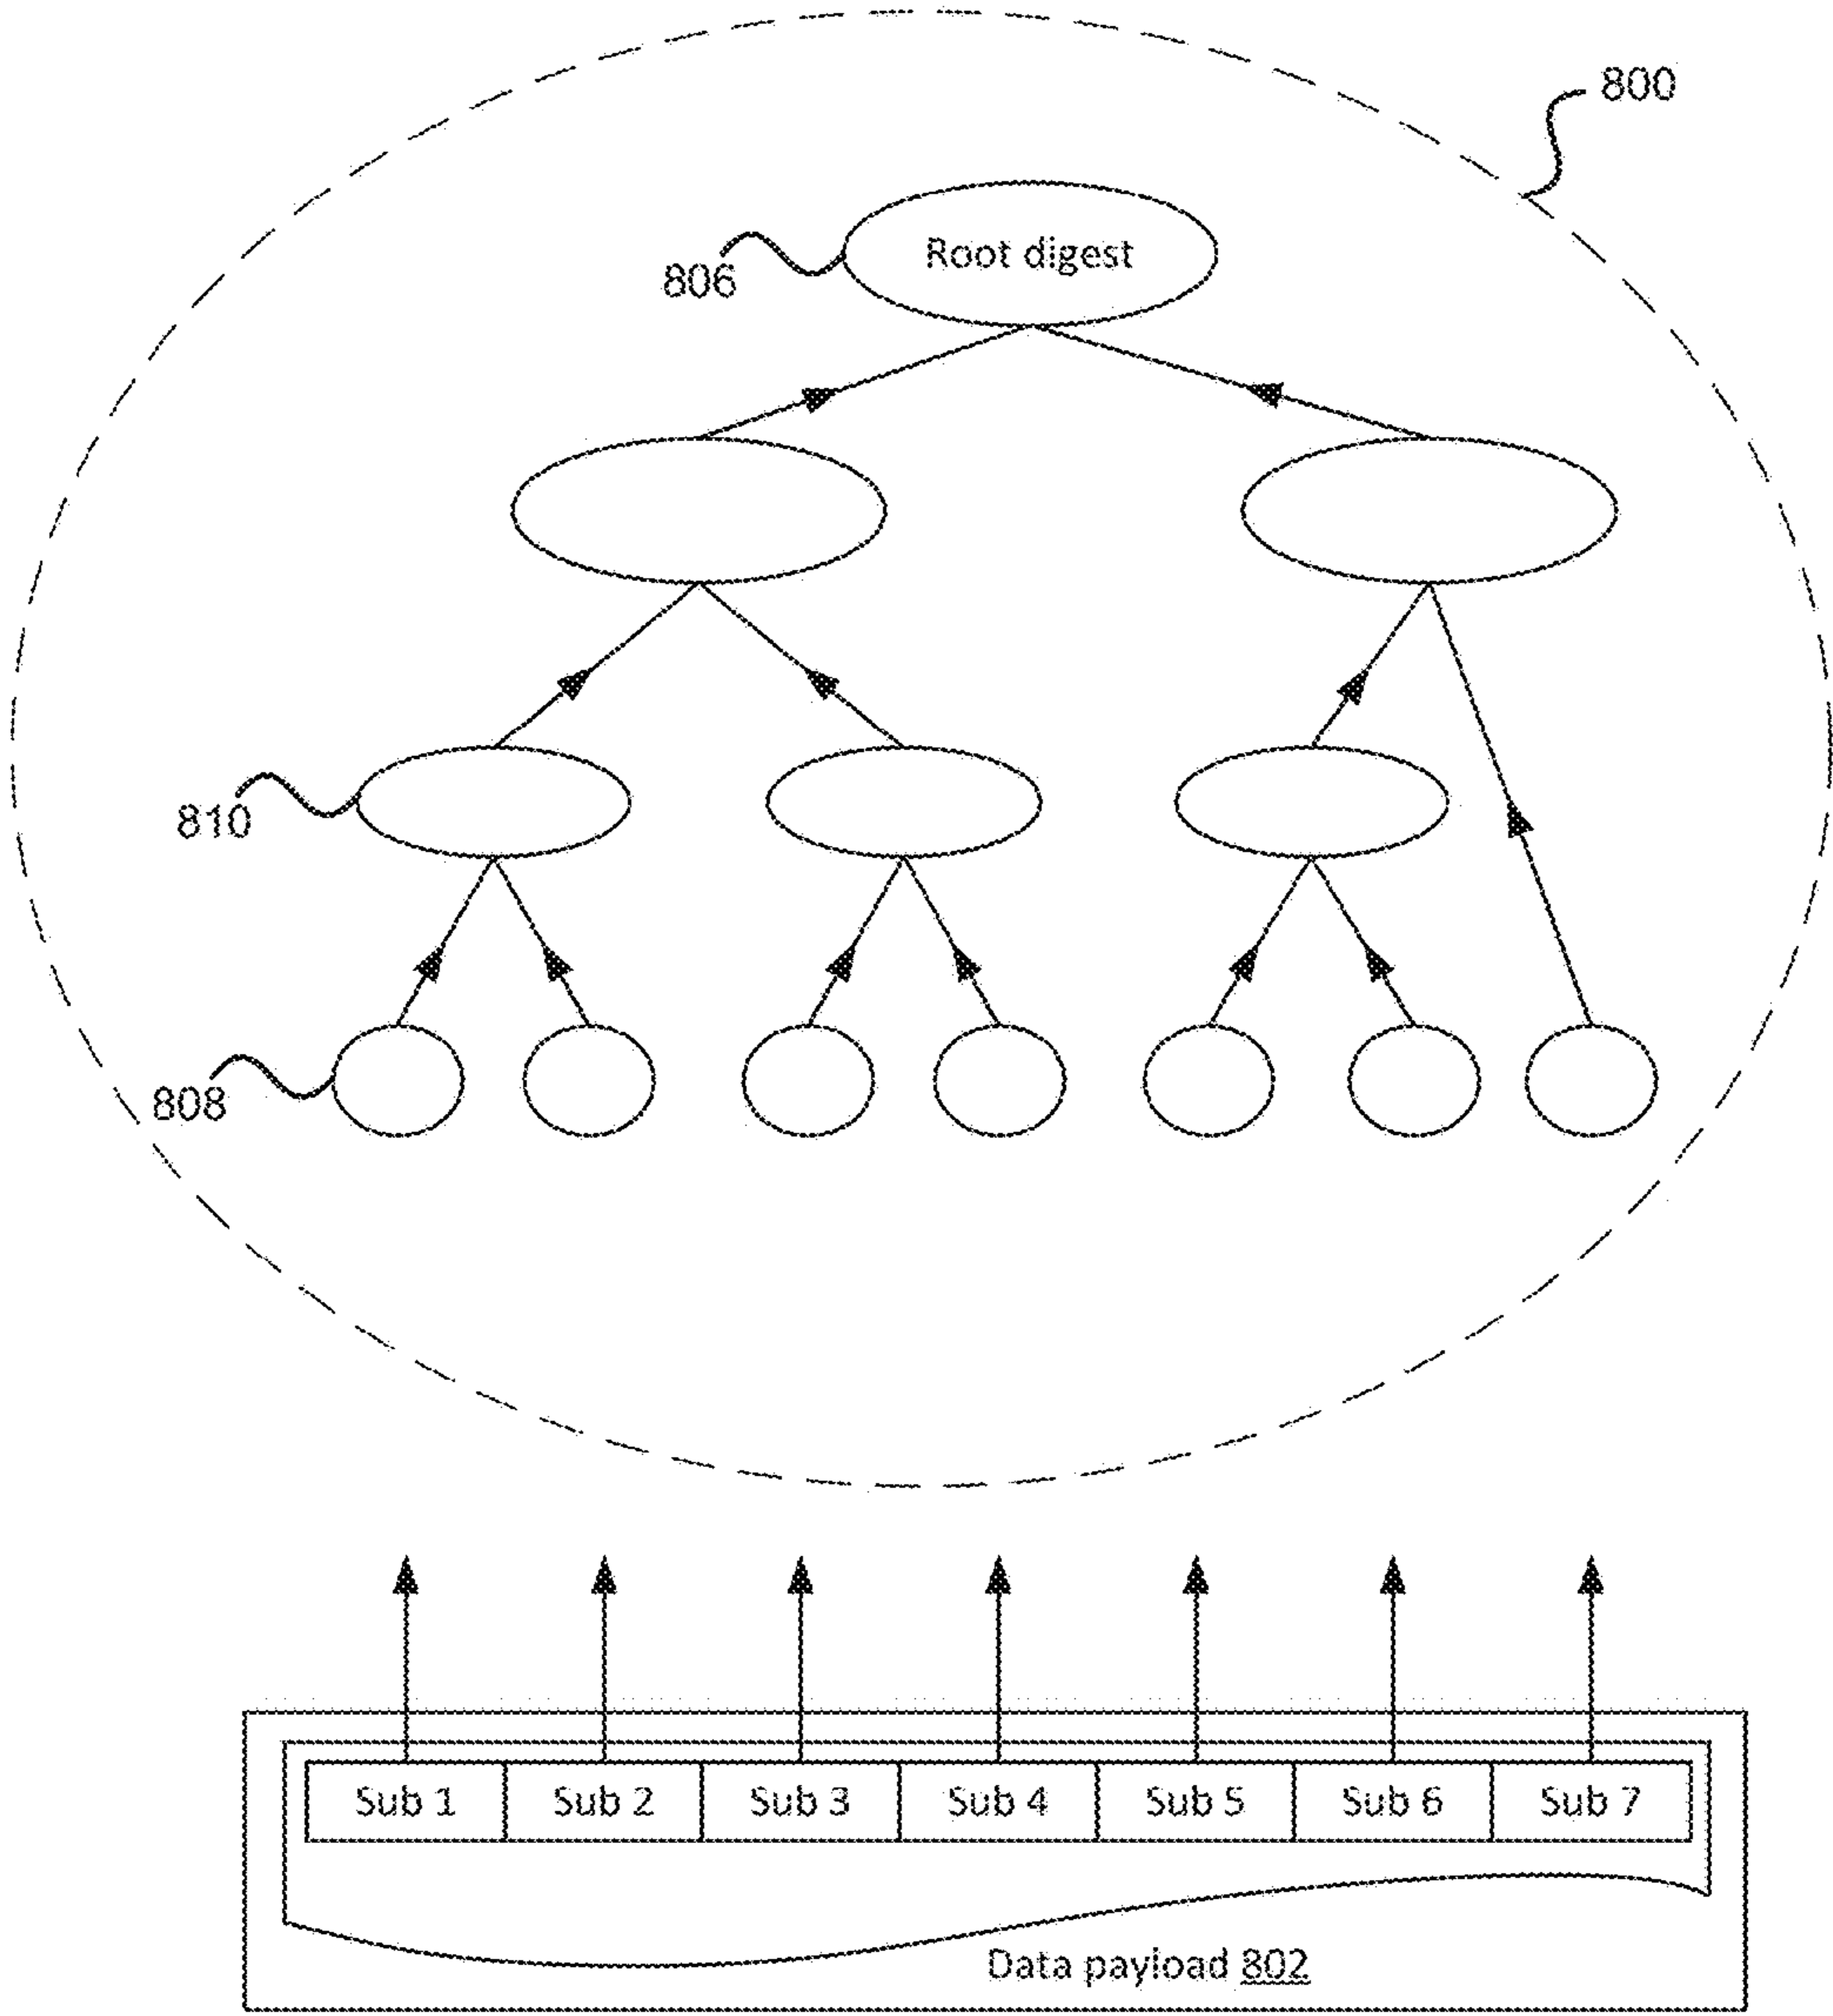 800
Root digest
806
810
808
Sub 1 Sub 2 Sub 3 Sub 4 Sub 5 Sub 6 Sub 7
Data payload 802